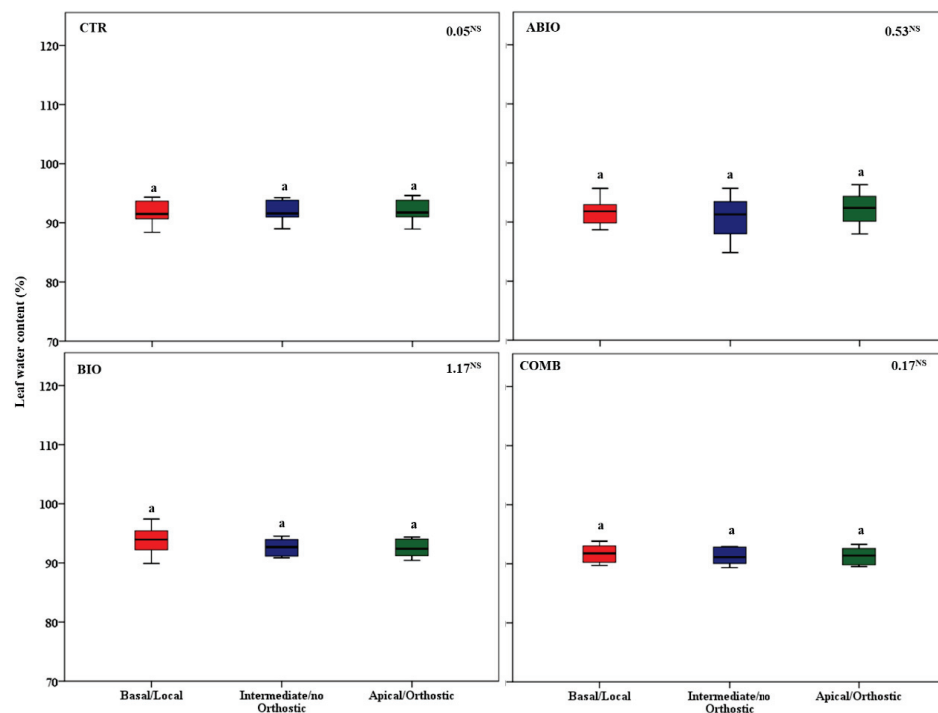 CTR
0.05NS
ABIO
0.53NS
120
110
100
90
80
70
a
a
a
a
a
a
Leaf water content (%)
BIO
1.17NS
COMB
0.17NS
120
110
100
90
80
70
a
a
a
a
a
a
Basal/Local
Intermediate/no
Orthostic
Apical/Orthostic
Basal/Local
Intermediate/no
Orthostic
Apical/Orthostic